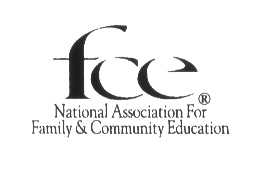 fce®
National Association For
Family & Community Education